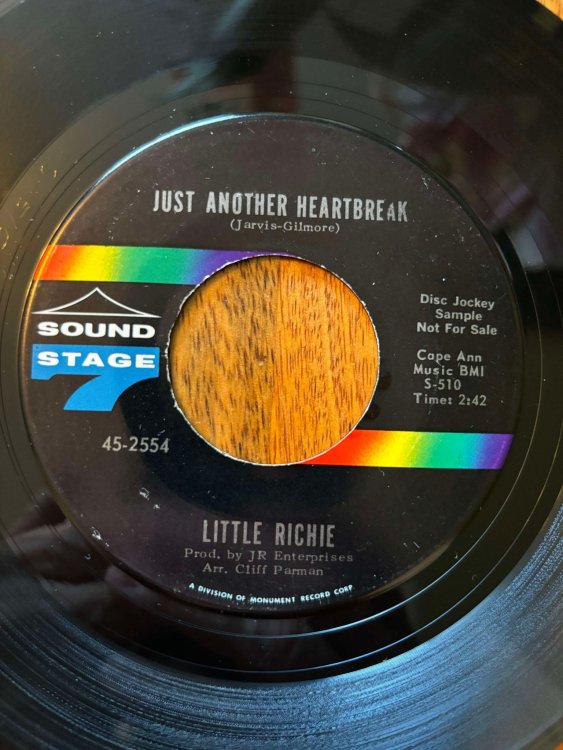 JUST ANOTHER HEARTBREAK
(Jarvis-Gilmore)
SOUND
STAGE
7
45-2554
Disc Jockey
Sample
Not For Sale
Cape Ann
Music BMI
S-510
Time: 2:42
LITTLE RICHIE
Prod. by JR Enterprises
Arr. Cliff Parman
A DIVISION OF MONUMENT RECORD CORP.